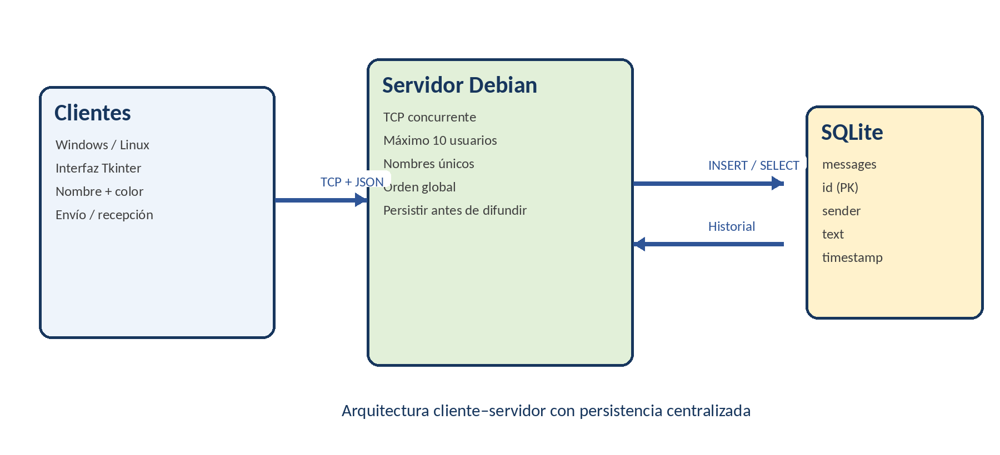 Clientes
Windows / Linux
Interfaz Tkinter
Nombre + color
Envío / recepción
TCP + JSON
Servidor Debian
TCP concurrente
Máximo 10 usuarios
Nombres únicos
Orden global
Persistir antes de difundir
INSERT / SELECT
Historial
SQLite
messages
id (PK)
sender
text
timestamp
Arquitectura cliente–servidor con persistencia centralizada